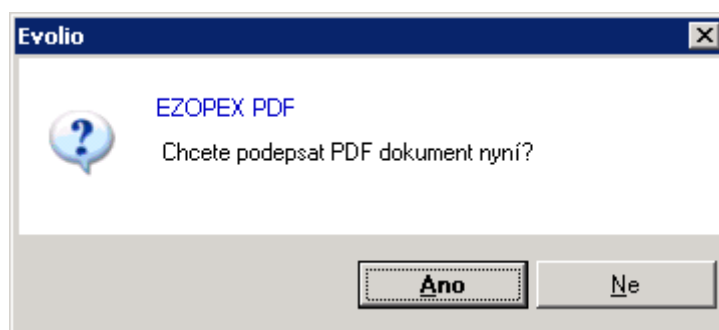 Evolio
EZOPEX PDF
Chcete podepsat PDF dokument nyní?
Ano
Ne